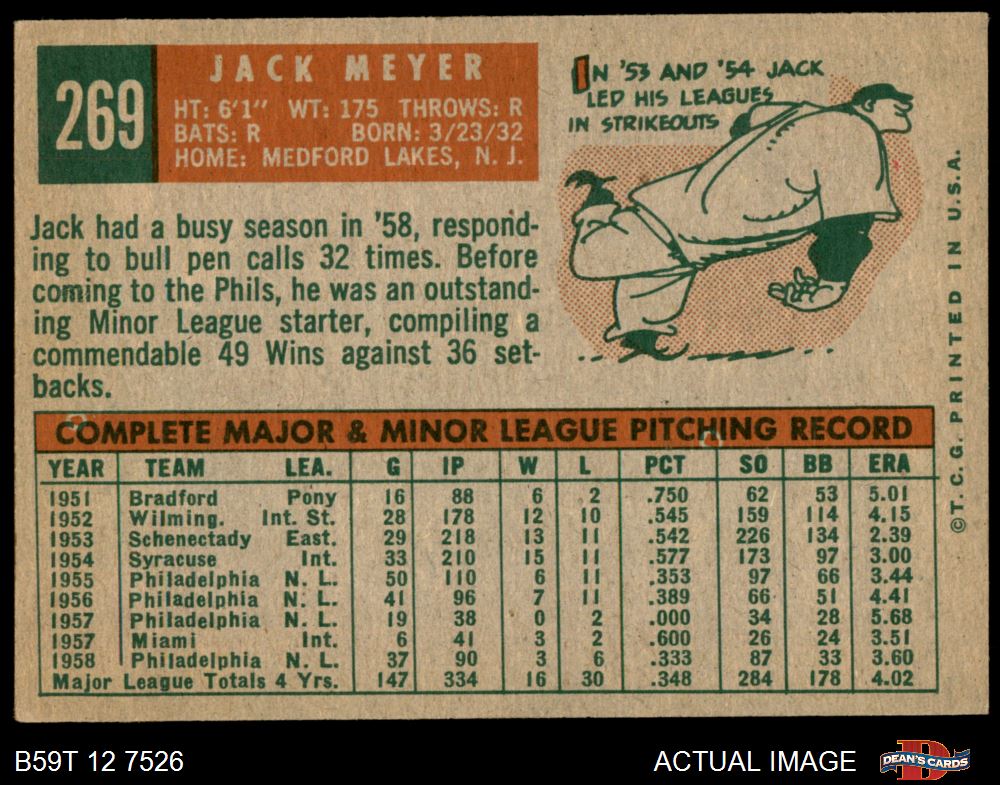 269
JACK MEYER
HT: 6'1" WT: 175 THROWS: R
BATS: R BORN: 3/23/32
HOME: MEDFORD LAKES, N. J.
IN '53 AND '54 JACK
LED HIS LEAGUES
IN STRIKEOUTS
Jack had a busy season in '58, respond-
ing to bull pen calls 32 times. Before
coming to the Phils, he was an outstand-
ing Minor League starter, compiling a
commendable 49 Wins against 36 set-
backs.
COMPLETE MAJOR & MINOR LEAGUE PITCHING RECORD
YEAR TEAM LEA. G IP W L PCT SO BB ERA
1951 Bradford Pony 16 88 6 2 .750 62 53 5.01
1952 Wilming. Int. St. 28 178 12 10 .545 159 114 4.15
1953 Schenectady East. 29 218 13 11 .542 226 134 2.39
1954 Syracuse Int. 33 210 15 11 .577 173 97 3.00
1955 Philadelphia N. L. 50 110 6 11 .353 97 66 3.44
1956 Philadelphia N. L. 41 96 7 11 .389 66 51 4.41
1957 Philadelphia N. L. 19 38 0 2 .000 34 28 5.68
1957 Miami Int. 6 41 3 2 .600 26 24 3.51
1958 Philadelphia N. L. 37 90 3 6 .333 87 33 3.60
Major League Totals 4 Yrs. 147 334 16 30 .348 284 178 4.02
©T. C. G. PRINTED IN U.S.A.
B59T 12 7526
ACTUAL IMAGE
D
DEAN'S CARDS